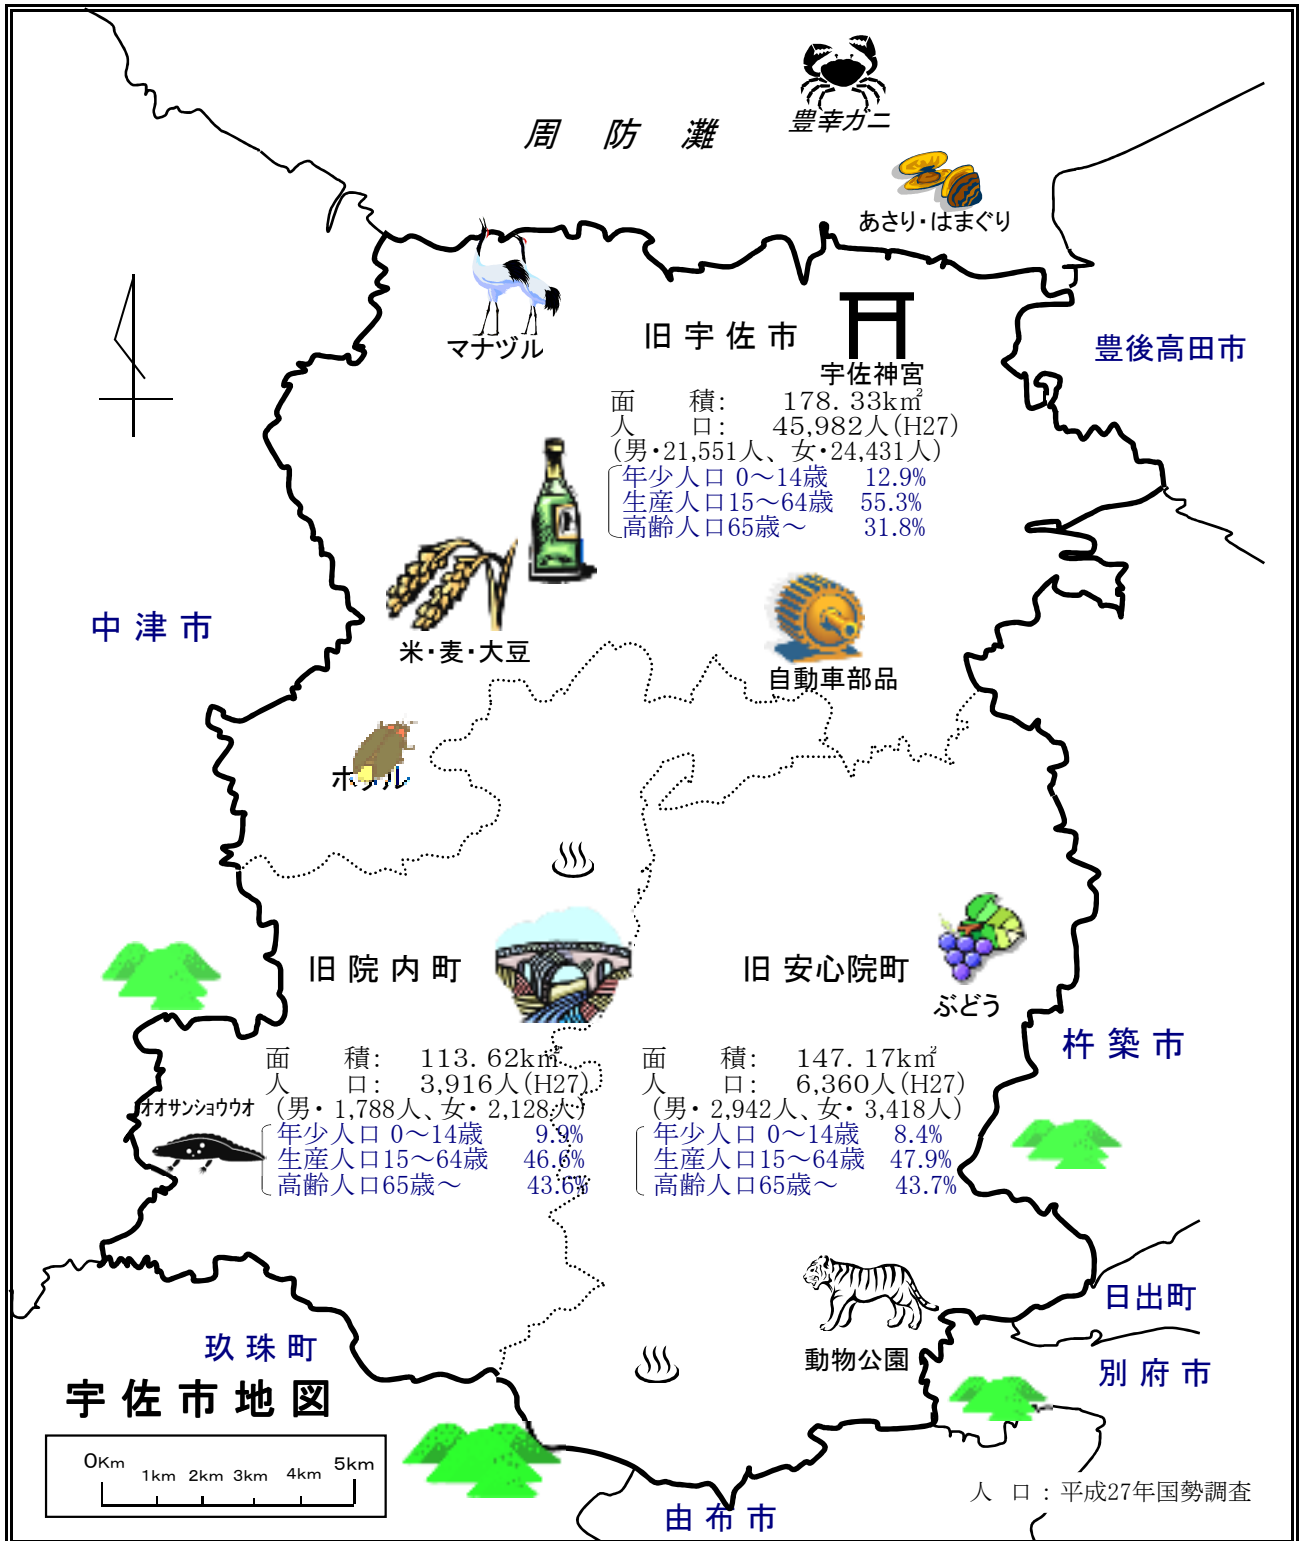 周防灘
豊幸ガニ
あさり・はまぐり
マナヅル
旧宇佐市
宇佐神宮
豊後高田市
面積: 178.33k㎡
人口: 45,982人(H27)
(男・21,551人、女・24,431人)
年少人口 0～14歳 12.9%
生産人口15～64歳 55.3%
高齢人口65歳～ 31.8%
中津市
米・麦・大豆
自動車部品
旧院内町
旧安心院町
ぶどう
杵築市
面積: 113.62k㎡
人口: 3,916人(H27)
(男・1,788人、女・2,128人)
年少人口 0～14歳 9.9%
生産人口15～64歳 46.6%
高齢人口65歳～ 43.6%
オオサンショウウオ
面積: 147.17k㎡
人口: 6,360人(H27)
(男・2,942人、女・3,418人)
年少人口 0～14歳 8.4%
生産人口15～64歳 47.9%
高齢人口65歳～ 43.7%
日出町
玖珠町
動物公園
別府市
宇佐市地図
0Km 1km 2km 3km 4km 5km
人口:平成27年国勢調査
由布市